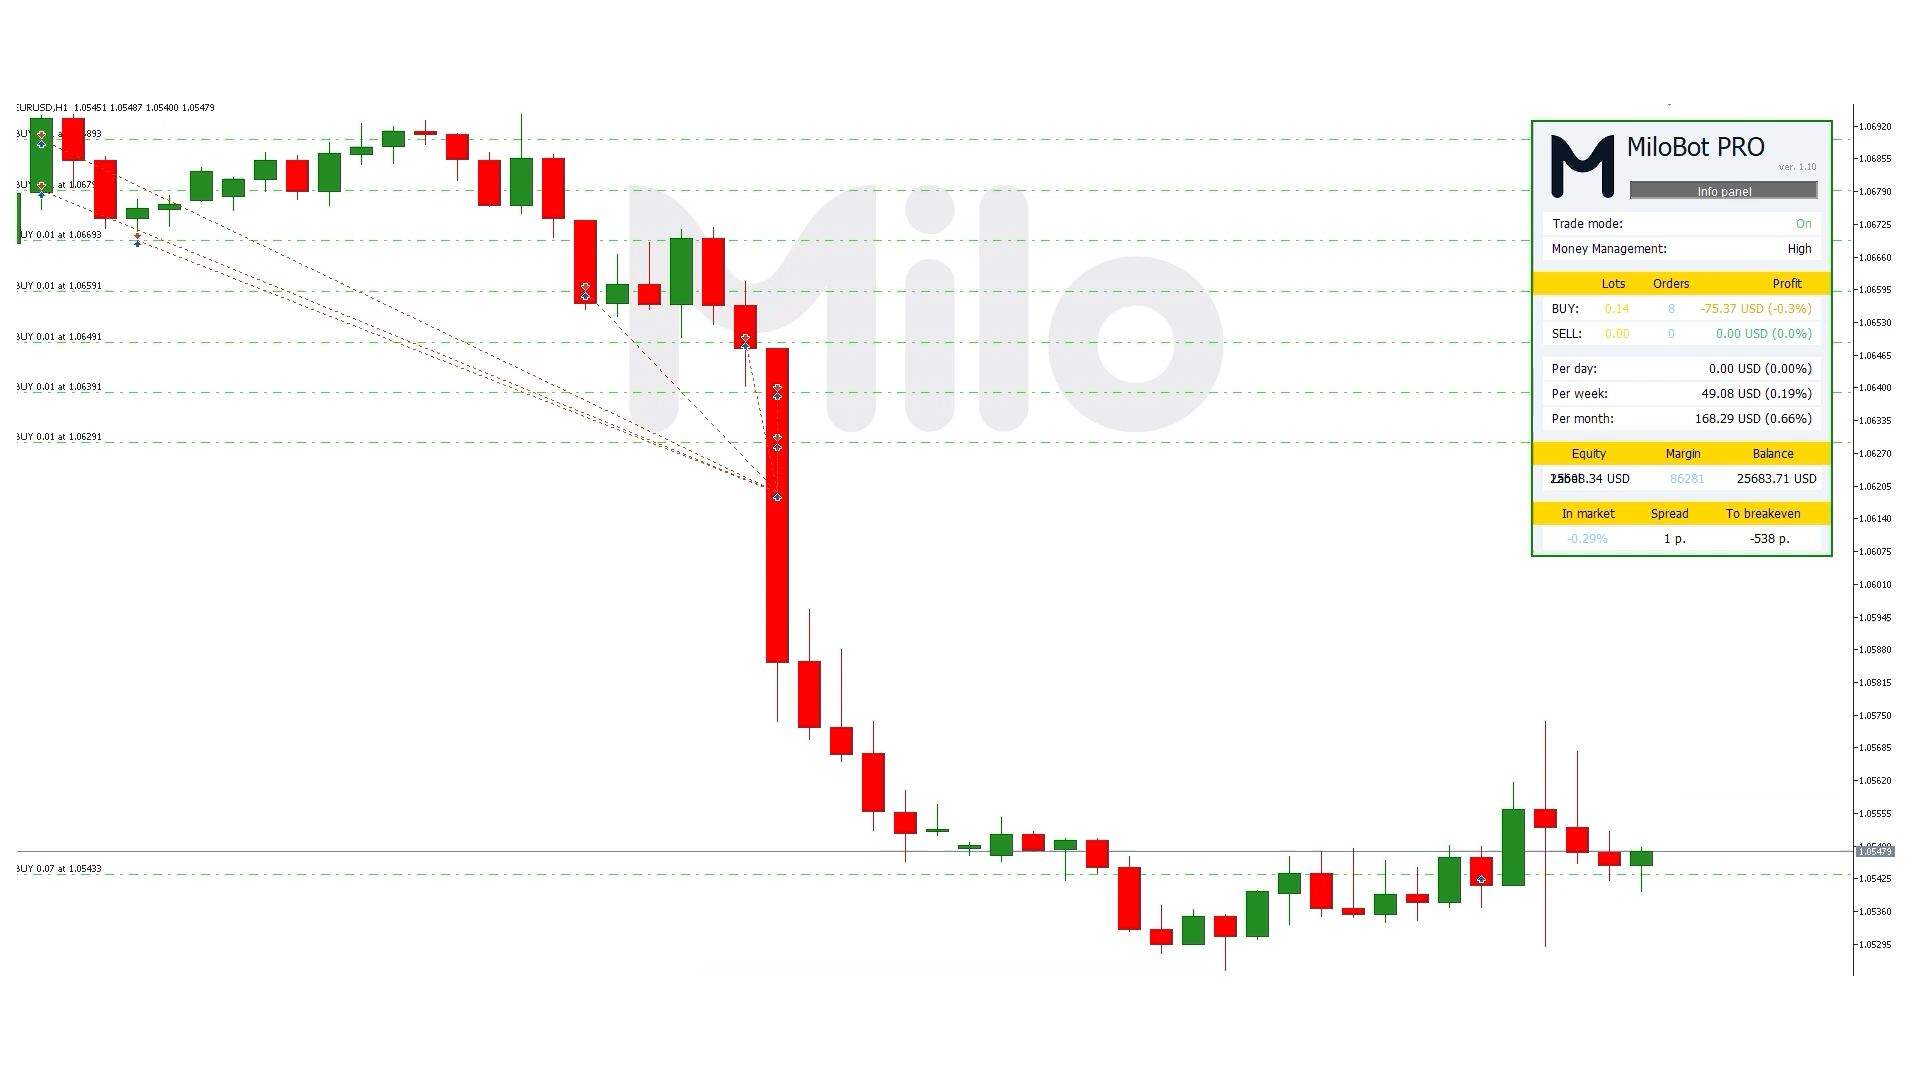 EURUSD,H1 1.05451 1.05487 1.05400 1.05479
BUY 0.01 at 1.06693
BUY 0.01 at 1.06591
BUY 0.01 at 1.06491
BUY 0.01 at 1.06391
BUY 0.01 at 1.06291
BUY 0.07 at 1.05433
Milo
MiloBot PRO
ver. 1.10
Info panel
Trade mode: On
Money Management: High
Lots Orders Profit
BUY: 0.14 8 -75.37 USD (-0.3%)
SELL: 0.00 0 0.00 USD (0.0%)
Per day: 0.00 USD (0.00%)
Per week: 49.08 USD (0.19%)
Per month: 168.29 USD (0.66%)
Equity Margin Balance
USD 86281 25683.71 USD
In market Spread To breakeven
-0.29% 1 p. -538 p.
1.06920
1.06855
1.06790
1.06725
1.06660
1.06595
1.06530
1.06465
1.06400
1.06335
1.06270
1.06205
1.06140
1.06075
1.06010
1.05945
1.05880
1.05815
1.05750
1.05685
1.05620
1.05555
1.05479
1.05425
1.05360
1.05295